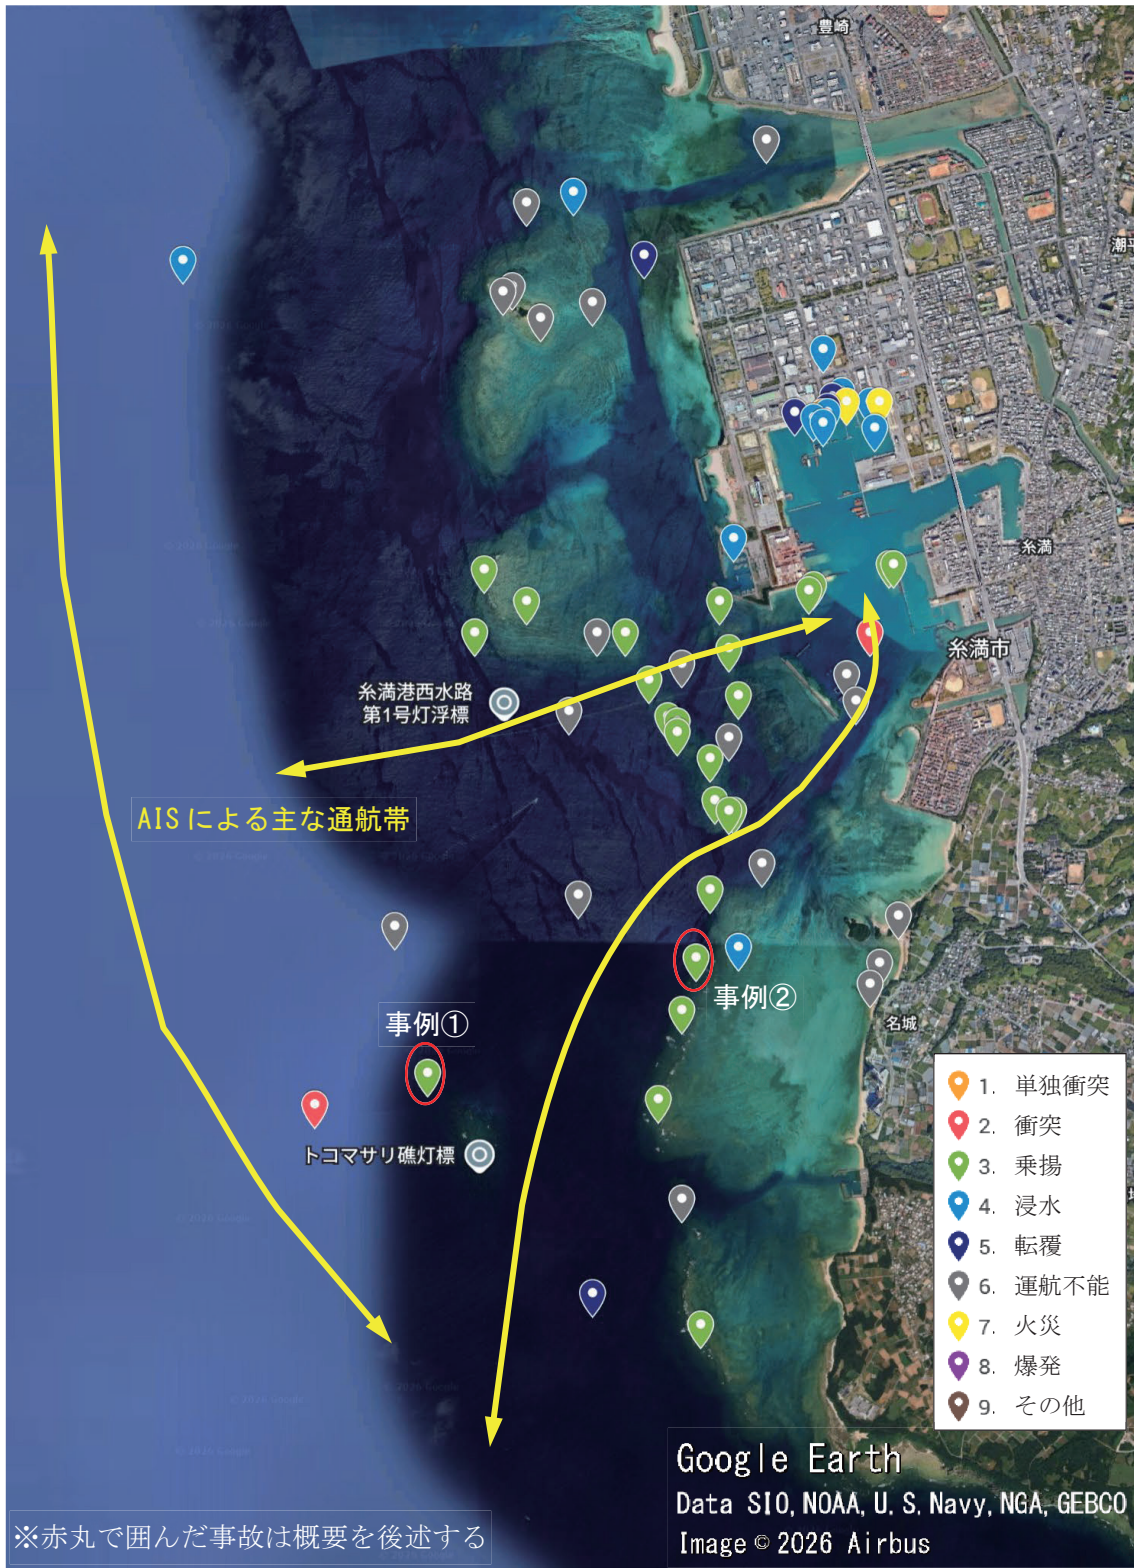 豊崎
潮平
糸満
糸満市
糸満港西水路
第1号灯浮標
AISによる主な通航帯
事例②
事例①
名城
トコマサリ礁灯標
1. 単独衝突
2. 衝突
3. 乗揚
4. 浸水
5. 転覆
6. 運航不能
7. 火災
8. 爆発
9. その他
Google Earth
Data SIO, NOAA, U.S. Navy, NGA, GEBCO
Image © 2026 Airbus
※赤丸で囲んだ事故は概要を後述する